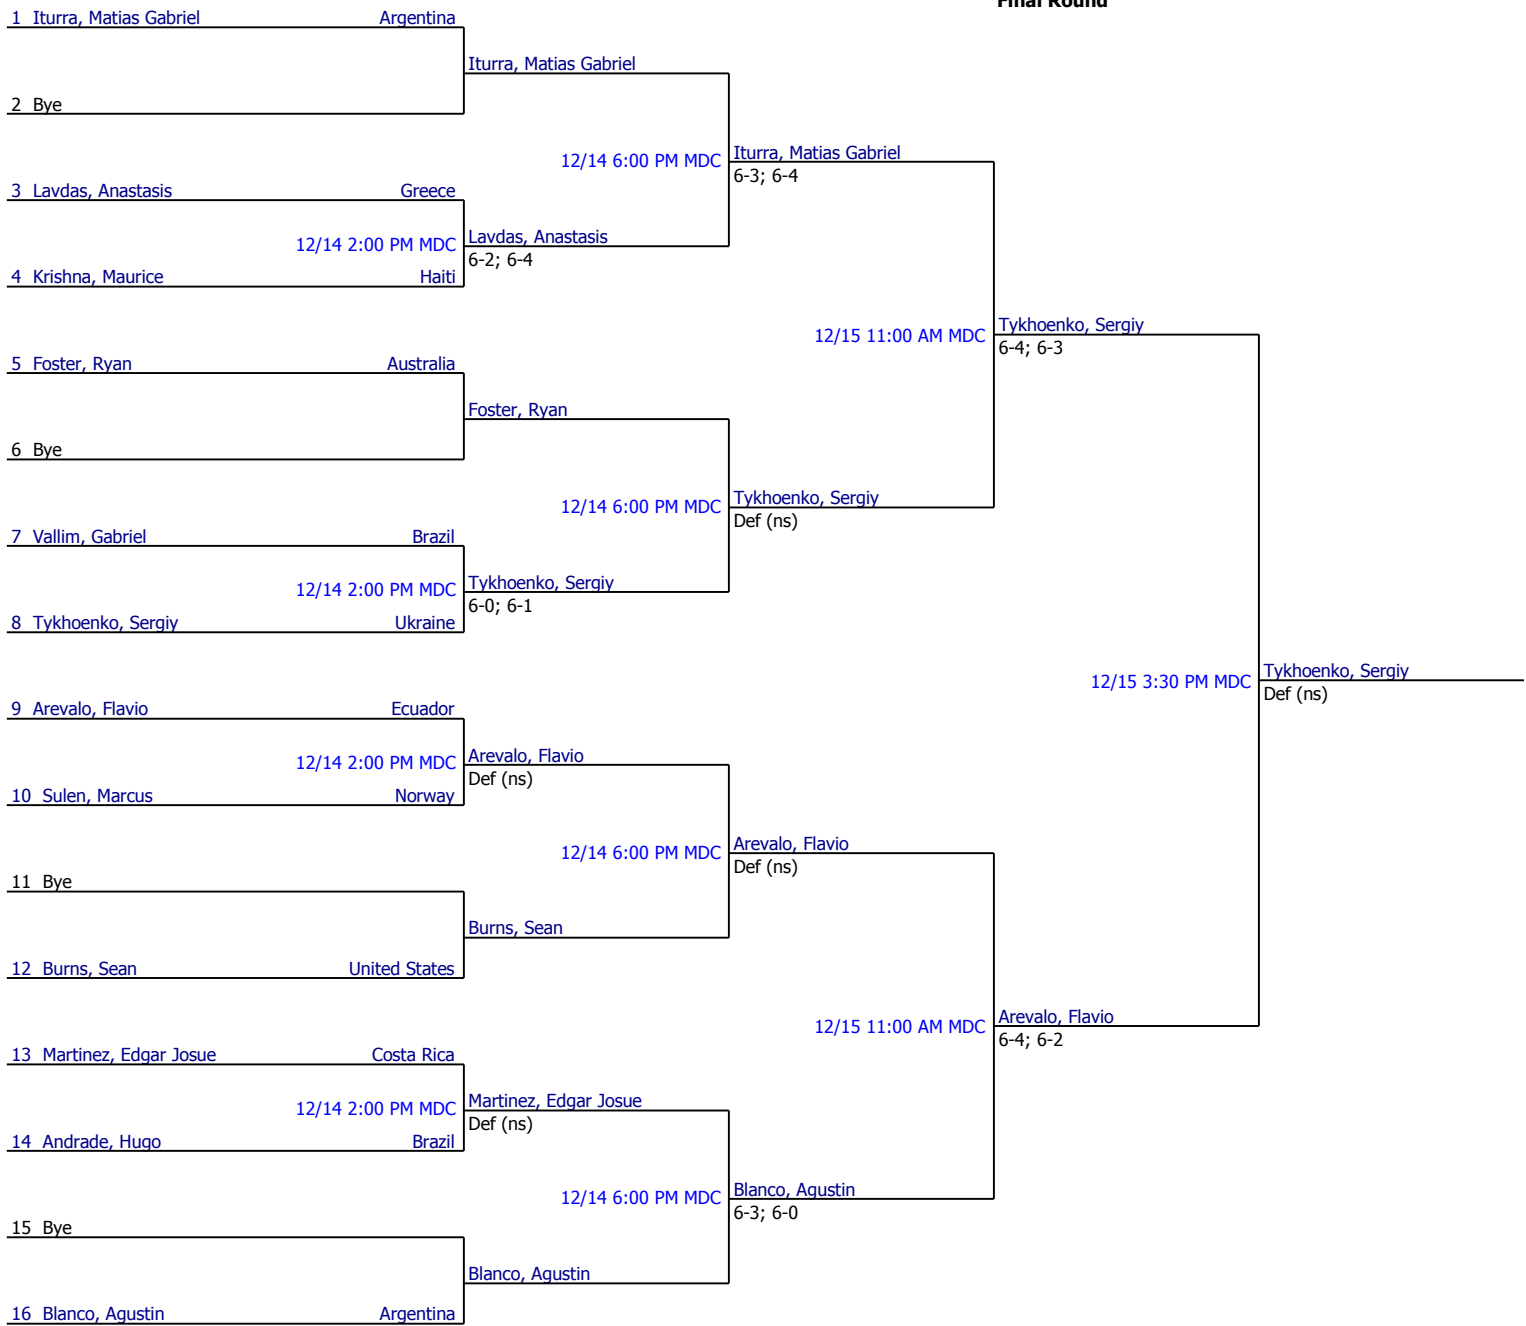 Final Round
1 Iturra, Matias Gabriel Argentina
Iturra, Matias Gabriel
2 Bye
12/14 6:00 PM MDC Iturra, Matias Gabriel
6-3; 6-4
3 Lavdas, Anastasis Greece
12/14 2:00 PM MDC Lavdas, Anastasis
6-2; 6-4
4 Krishna, Maurice Haiti
12/15 11:00 AM MDC Tykhoenko, Sergiy
6-4; 6-3
5 Foster, Ryan Australia
Foster, Ryan
6 Bye
12/14 6:00 PM MDC Tykhoenko, Sergiy
Def (ns)
7 Vallim, Gabriel Brazil
12/14 2:00 PM MDC Tykhoenko, Sergiy
6-0; 6-1
8 Tykhoenko, Sergiy Ukraine
12/15 3:30 PM MDC Tykhoenko, Sergiy
Def (ns)
9 Arevalo, Flavio Ecuador
12/14 2:00 PM MDC Arevalo, Flavio
Def (ns)
10 Sulen, Marcus Norway
12/14 6:00 PM MDC Arevalo, Flavio
Def (ns)
11 Bye
Burns, Sean
12 Burns, Sean United States
12/15 11:00 AM MDC Arevalo, Flavio
6-4; 6-2
13 Martinez, Edgar Josue Costa Rica
12/14 2:00 PM MDC Martinez, Edgar Josue
Def (ns)
14 Andrade, Hugo Brazil
12/14 6:00 PM MDC Blanco, Agustin
6-3; 6-0
15 Bye
Blanco, Agustin
16 Blanco, Agustin Argentina